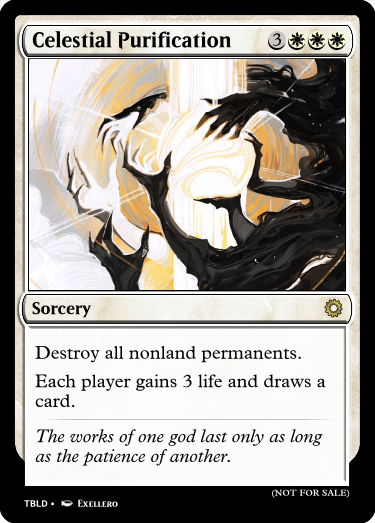 Celestial Purification 3
Sorcery
Destroy all nonland permanents.
Each player gains 3 life and draws a
card.
The works of one god last only as long
as the patience of another.
(NOT FOR SALE)
TBLD • Exellero